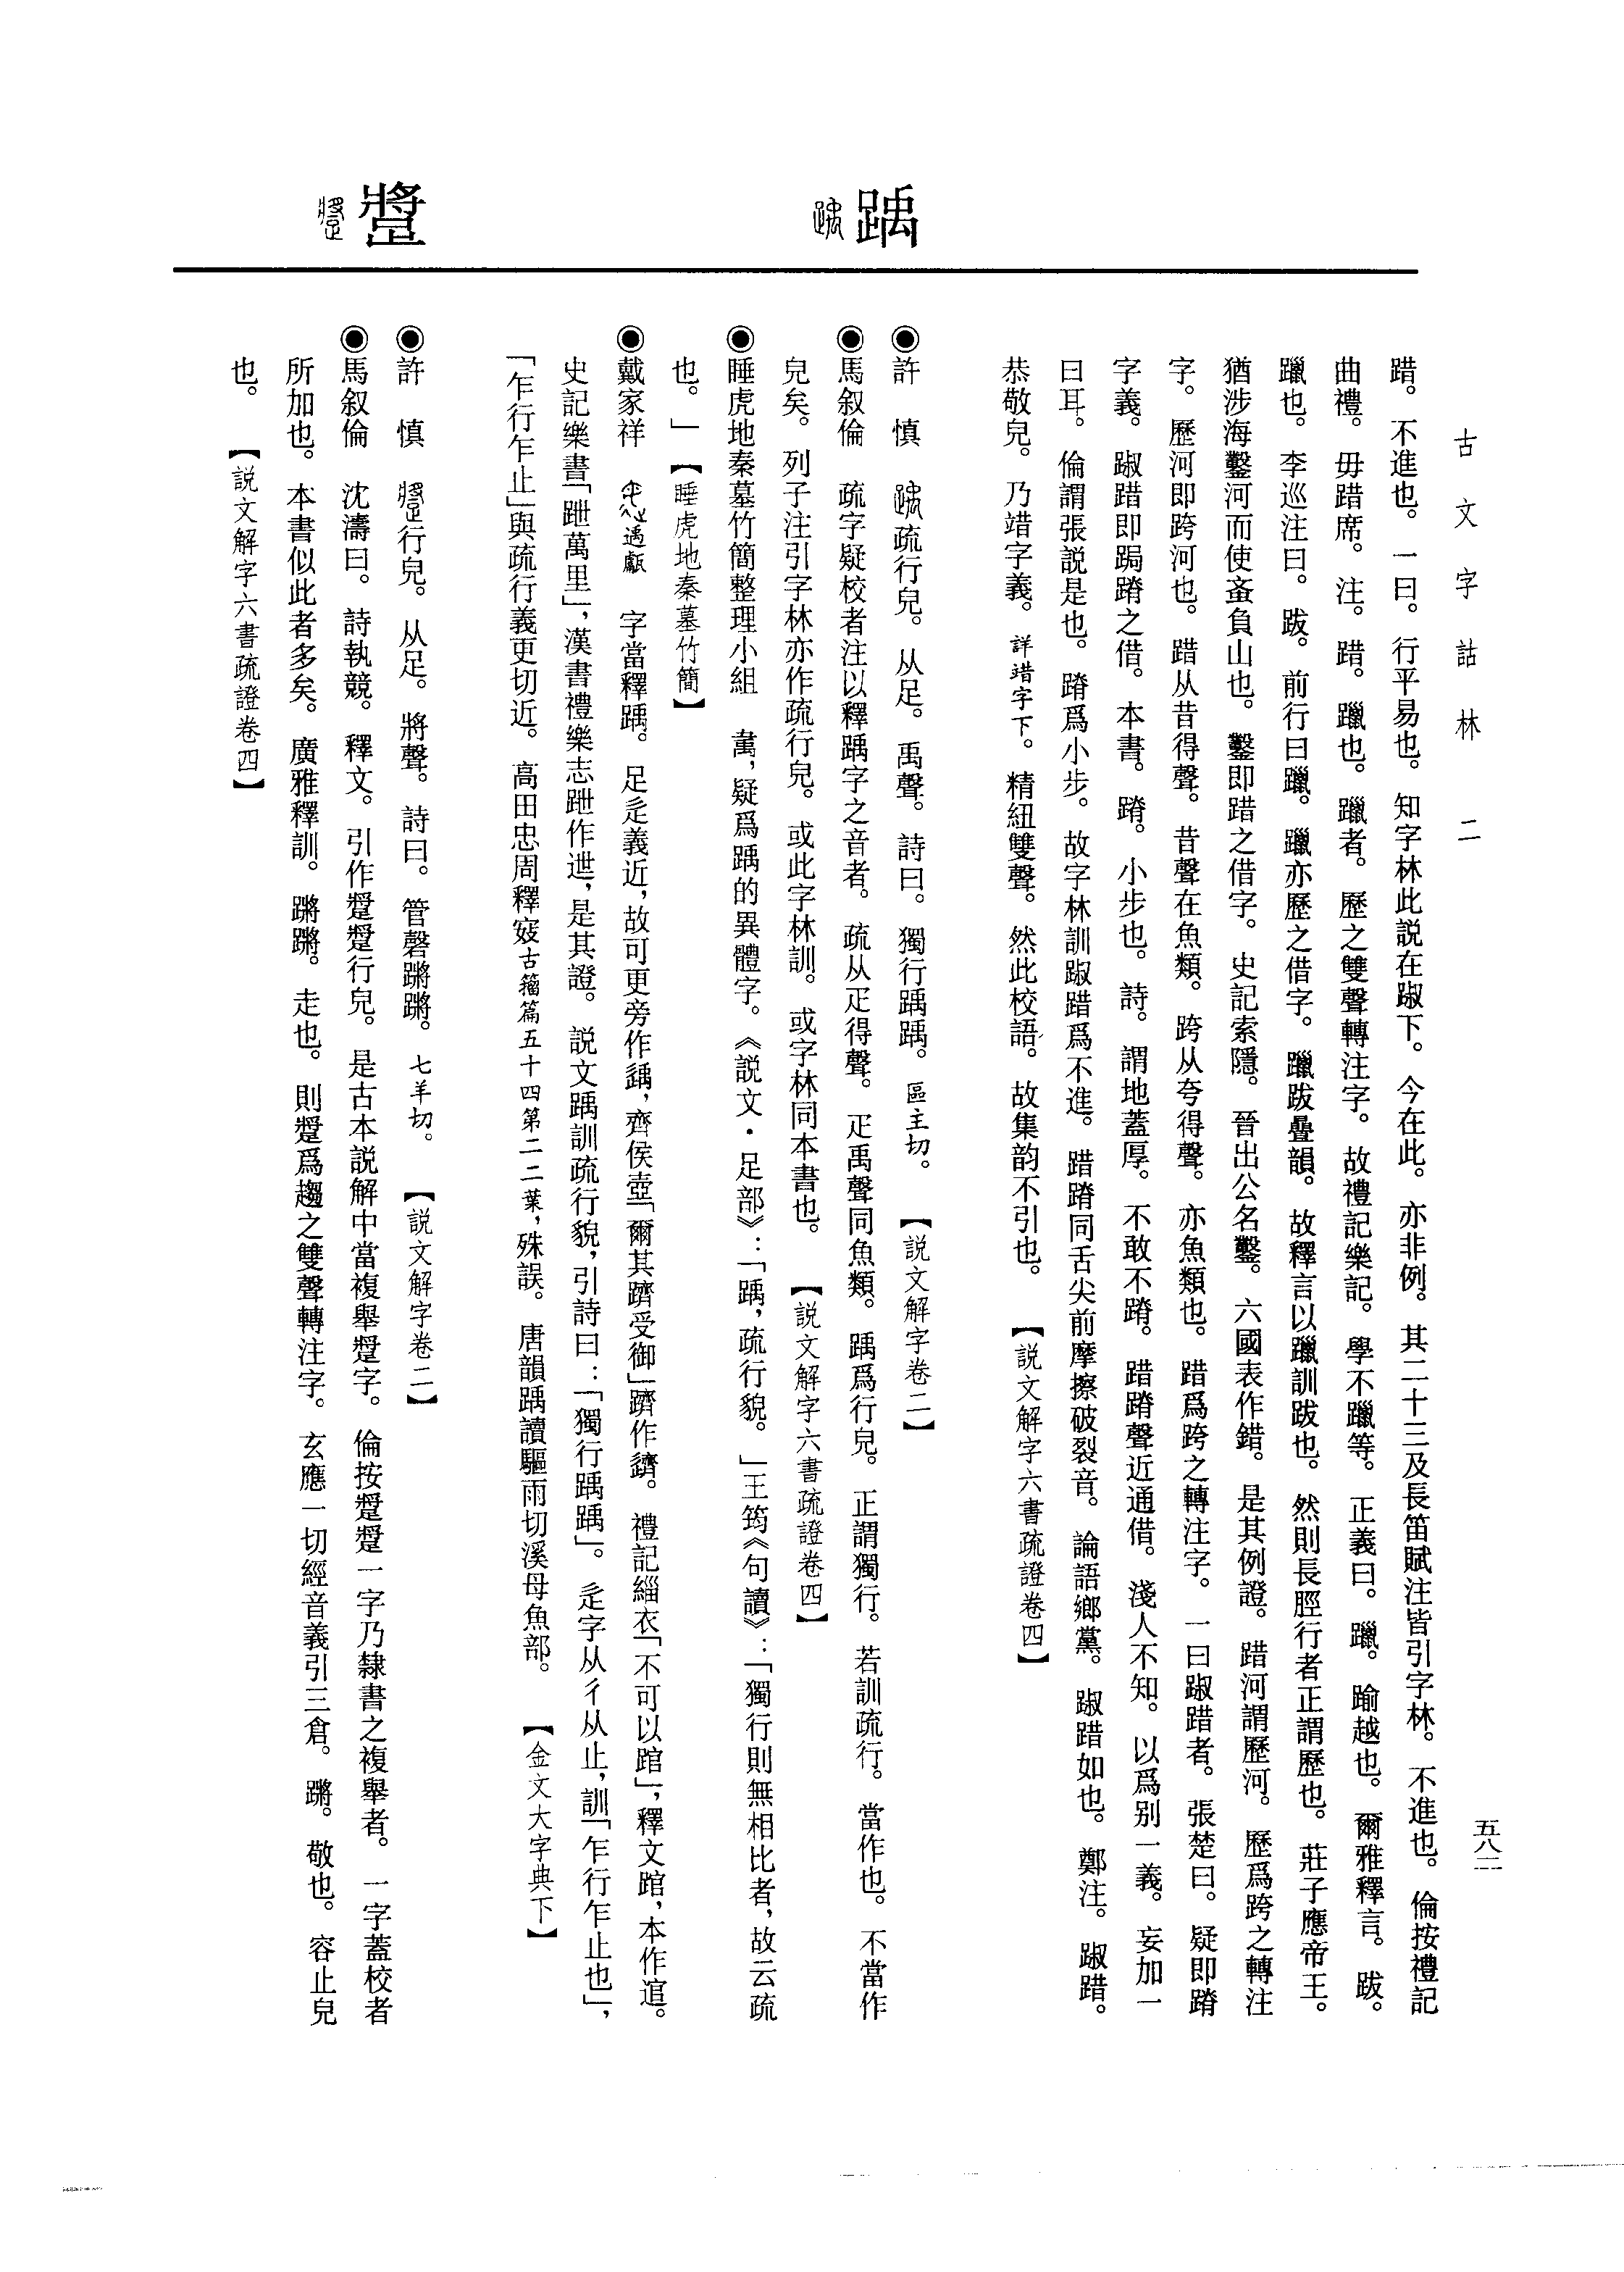 古文字詁林 二
五八二
踖。不進也。一曰。行平易也。知字林此説在踧下。今在此。亦非例。其二十三及長笛賦注皆引字林。不進也。倫按禮記
曲禮。毋踖席。注。踖。躐也。躐者。歷之雙聲轉注字。故禮記樂記。學不躐等。正義曰。躐。踰越也。爾雅釋言。跋。
躐也。李巡注曰。跋。前行曰躐。躐亦歷之借字。躐跋疊韻。故釋言以躐訓跋也。然則長脛行者正謂歷也。莊子應帝王。
猶涉海鑿河而使蚉負山也。鑿即踖之借字。史記索隱。晉出公名鑿。六國表作錯。是其例證。踖河謂歷河。歷爲跨之轉注
字。歷河即跨河也。踖从昔得聲。昔聲在魚類。跨从夸得聲。亦魚類也。踖爲跨之轉注字。一曰踧踖者。張楚曰。疑即蹐
字義。踧踖即跼蹐之借。本書。蹐。小步也。詩。謂地蓋厚。不敢不蹐。踖蹐聲近通借。淺人不知。以爲别一義。妄加一
曰耳。倫謂張説是也。蹐爲小步。故字林訓踧踖爲不進。踖蹐同舌尖前摩擦破裂音。論語鄉黨。踧踖如也。鄭注。踧踖。
恭敬皃。乃䇎字義。詳䇎字下。精紐雙聲。然此校語。故集韵不引也。【説文解字六書疏證卷四】
踽
◉許　慎　疏行皃。从足。禹聲。詩曰。獨行踽踽。區主切。【説文解字卷二】
◉馬叙倫　疏字疑校者注以釋踽字之音者。疏从疋得聲。疋禹聲同魚類。踽爲行皃。正謂獨行。若訓疏行。當作也。不當作
皃矣。列子注引字林亦作疏行皃。或此字林訓。或字林同本書也。【説文解字六書疏證卷四】
◉睡虎地秦墓竹簡整理小組　，疑爲踽的異體字。《説文·足部》：「踽，疏行貌。」王筠《句讀》：「獨行則無相比者，故云疏
也。」【睡虎地秦墓竹簡】
◉戴家祥　遇甗　字當釋踽。足辵義近，故可更旁作䠱，齊侯壺「爾其躋受御」躋作。禮記緇衣「不可以踣」，釋文踣，本作。
史記樂書「跇萬里」，漢書禮樂志跇作迣，是其證。説文踽訓疏行貌，引詩曰：「獨行踽踽」。辵字从彳从止，訓「乍行乍止也」，
「乍行乍止」與疏行義更切近。高田忠周釋古籀篇五十四第二二葉，殊誤。唐韻踽讀驅雨切溪母魚部。【金文大字典下】
蹡
◉許　慎　行皃。从足。將聲。詩曰。管磬蹡蹡。七羊切。【説文解字卷二】
◉馬叙倫　沈濤曰。詩執競。釋文。引作蹡蹡行皃。是古本説解中當複舉蹡字。倫按蹡蹡一字乃隸書之複舉者。一字蓋校者
所加也。本書似此者多矣。廣雅釋訓。蹡蹡。走也。則蹡爲趨之雙聲轉注字。玄應一切經音義引三倉。蹡。敬也。容止皃
也。【説文解字六書疏證卷四】